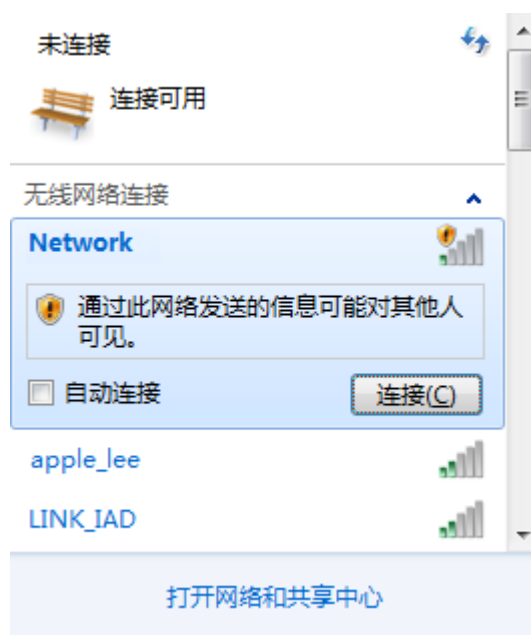 未连接
连接可用
无线网络连接
Network
通过此网络发送的信息可能对其他人
可见。
自动连接
连接(C)
apple_lee
LINK_IAD
打开网络和共享中心